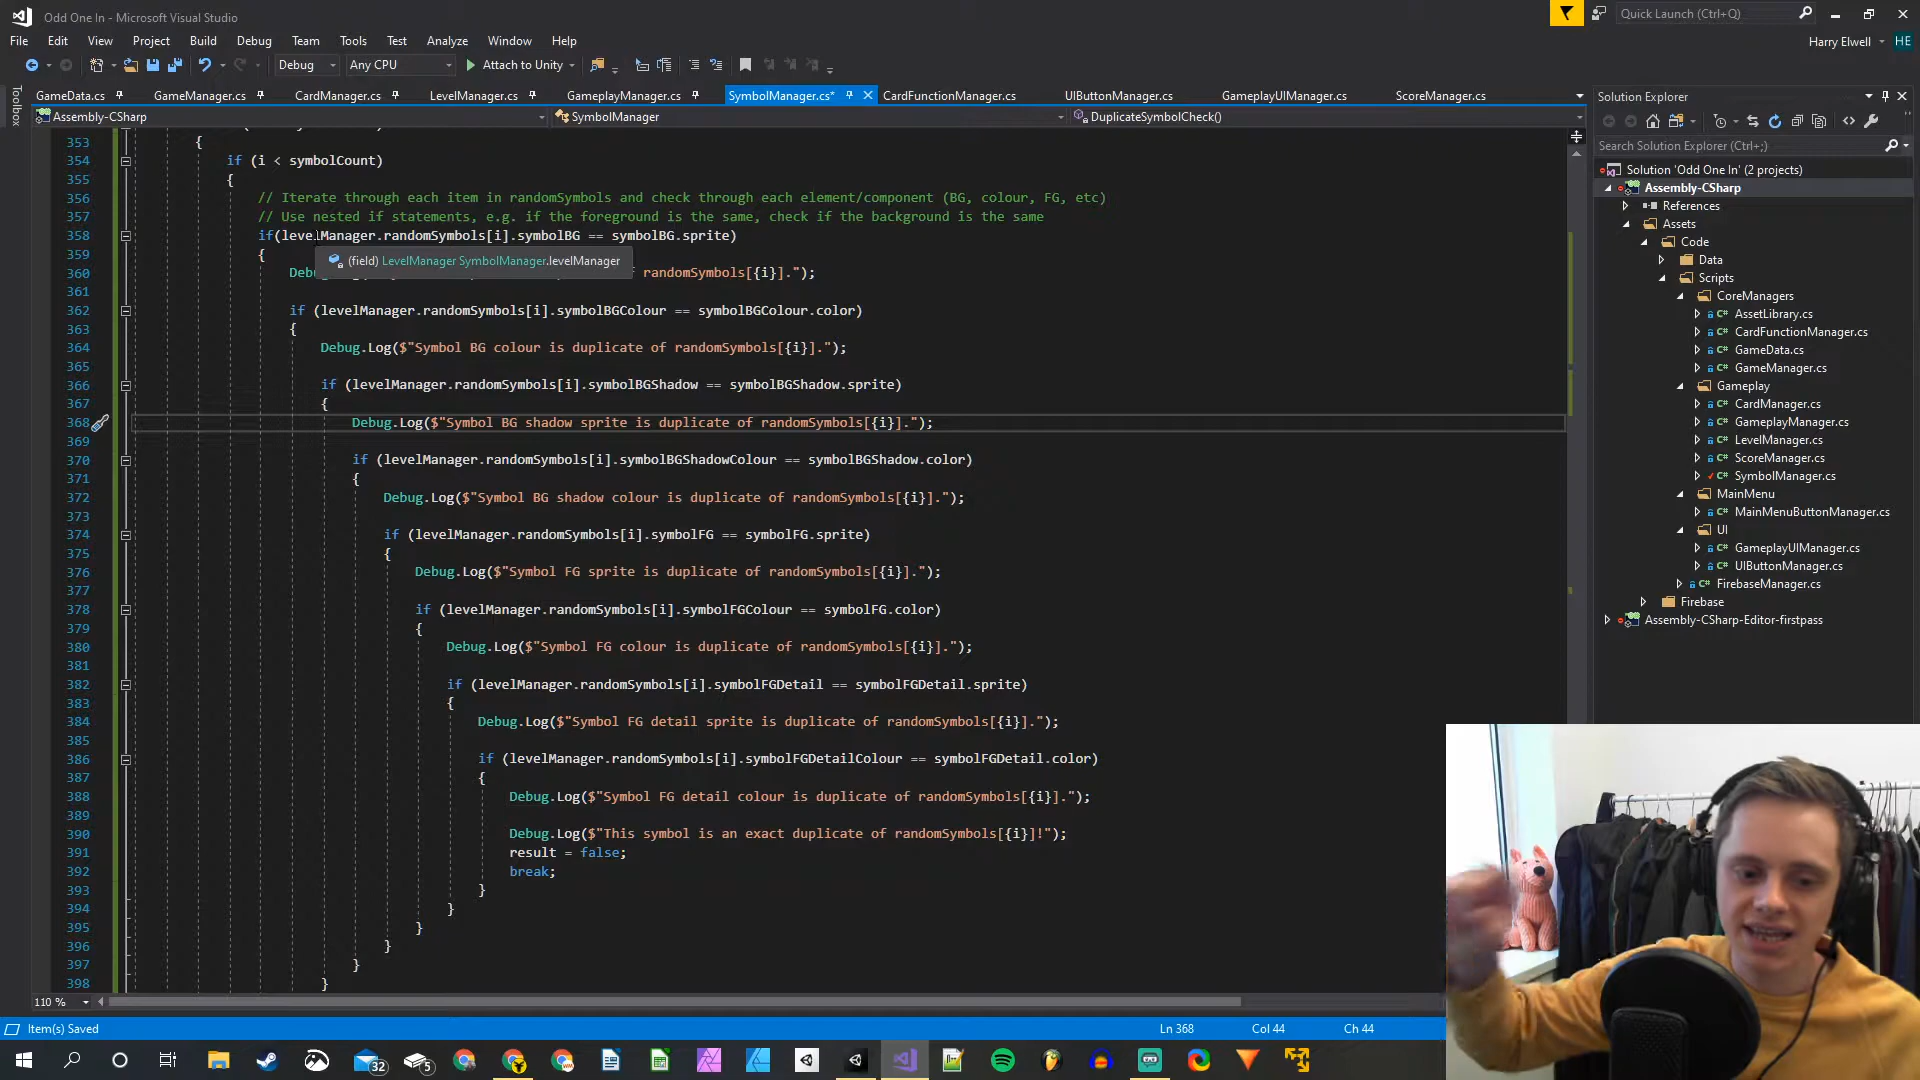 Odd One In - Microsoft Visual Studio
Quick Launch (Ctrl+Q)
File Edit View Project Build Debug Team Tools Test Analyze Window Help
Harry Elwell HE
Debug Any CPU Attach to Unity
Toolbox
GameData.cs GameManager.cs CardManager.cs LevelManager.cs GameplayManager.cs* SymbolManager.cs* CardFunctionManager.cs UIButtonManager.cs GameplayUIManager.cs ScoreManager.cs
Assembly-CSharp SymbolManager DuplicateSymbolCheck()
353 {
354 if (i < symbolCount)
355 {
356 // Iterate through each item in randomSymbols and check through each element/component (BG, colour, FG, etc)
357 // Use nested if statements, e.g. if the foreground is the same, check if the background is the same
358 if(levelManager.randomSymbols[i].symbolBG == symbolBG.sprite)
359 {
(field) LevelManager SymbolManager.levelManager
360 Deb randomSymbols[{i}].");
361
362 if (levelManager.randomSymbols[i].symbolBGColour == symbolBGColour.color)
363 {
364 Debug.Log($"Symbol BG colour is duplicate of randomSymbols[{i}].");
365
366 if (levelManager.randomSymbols[i].symbolBGShadow == symbolBGShadow.sprite)
367 {
368 Debug.Log($"Symbol BG shadow sprite is duplicate of randomSymbols[{i}].");
369
370 if (levelManager.randomSymbols[i].symbolBGShadowColour == symbolBGShadow.color)
371 {
372 Debug.Log($"Symbol BG shadow colour is duplicate of randomSymbols[{i}].");
373
374 if (levelManager.randomSymbols[i].symbolFG == symbolFG.sprite)
375 {
376 Debug.Log($"Symbol FG sprite is duplicate of randomSymbols[{i}].");
377
378 if (levelManager.randomSymbols[i].symbolFGColour == symbolFG.color)
379 {
380 Debug.Log($"Symbol FG colour is duplicate of randomSymbols[{i}].");
381
382 if (levelManager.randomSymbols[i].symbolFGDetail == symbolFGDetail.sprite)
383 {
384 Debug.Log($"Symbol FG detail sprite is duplicate of randomSymbols[{i}].");
385
386 if (levelManager.randomSymbols[i].symbolFGDetailColour == symbolFGDetail.color)
387 {
388 Debug.Log($"Symbol FG detail colour is duplicate of randomSymbols[{i}].");
389
390 Debug.Log($"This symbol is an exact duplicate of randomSymbols[{i}]!");
391 result = false;
392 break;
393 }
394 }
395 }
396 }
397 }
398 }
Solution Explorer
Search Solution Explorer (Ctrl+;)
Solution 'Odd One In' (2 projects)
Assembly-CSharp
References
Assets
Code
Data
Scripts
CoreManagers
AssetLibrary.cs
CardFunctionManager.cs
GameData.cs
GameManager.cs
Gameplay
CardManager.cs
GameplayManager.cs
LevelManager.cs
ScoreManager.cs
SymbolManager.cs
MainMenu
MainMenuButtonManager.cs
UI
GameplayUIManager.cs
UIButtonManager.cs
FirebaseManager.cs
Firebase
Assembly-CSharp-Editor-firstpass
110 %
Item(s) Saved Ln 368 Col 44 Ch 44
32 5